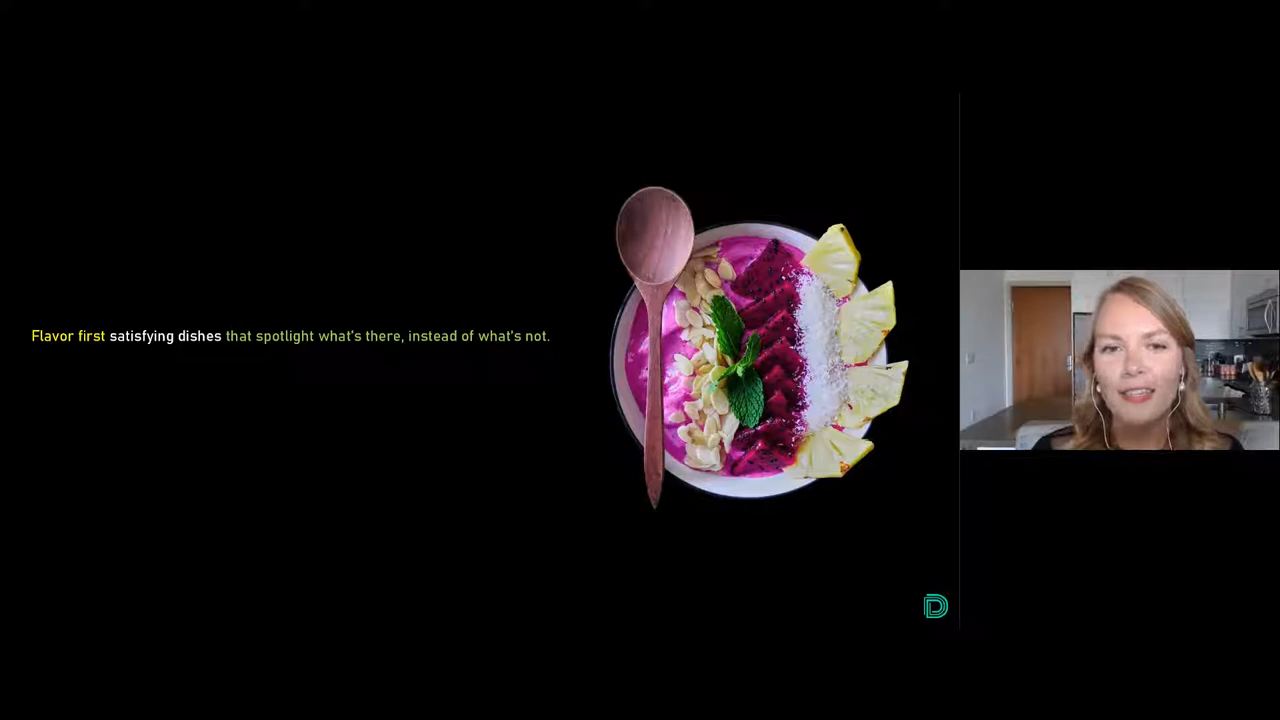 Flavor first satisfying dishes that spotlight what's there, instead of what's not.